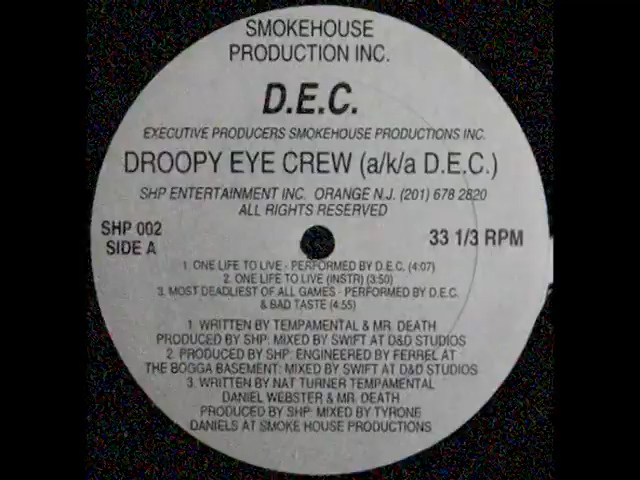 SMOKEHOUSE
PRODUCTION INC.
D.E.C.
EXECUTIVE PRODUCERS SMOKEHOUSE PRODUCTIONS INC.
DROOPY EYE CREW (a/k/a D.E.C.)
SHP ENTERTAINMENT INC. ORANGE N.J. (201) 678 2820
ALL RIGHTS RESERVED
SHP 002
SIDE A
33 1/3 RPM
1. ONE LIFE TO LIVE - PERFORMED BY D.E.C. (4:07)
2. ONE LIFE TO LIVE (INSTR) (3:50)
3. MOST DEADLIEST OF ALL GAMES - PERFORMED BY D.E.C.
& BAD TASTE (4:55)
1. WRITTEN BY TEMPAMENTAL & MR. DEATH
PRODUCED BY SHP: MIXED BY SWIFT AT D&D STUDIOS
2. PRODUCED BY SHP: ENGINEERED BY FERREL AT
THE BOGGA BASEMENT: MIXED BY SWIFT AT D&D STUDIOS
3. WRITTEN BY NAT TURNER TEMPAMENTAL
DANIEL WEBSTER & MR. DEATH
PRODUCED BY SHP: MIXED BY TYRONE
DANIELS AT SMOKE HOUSE PRODUCTIONS